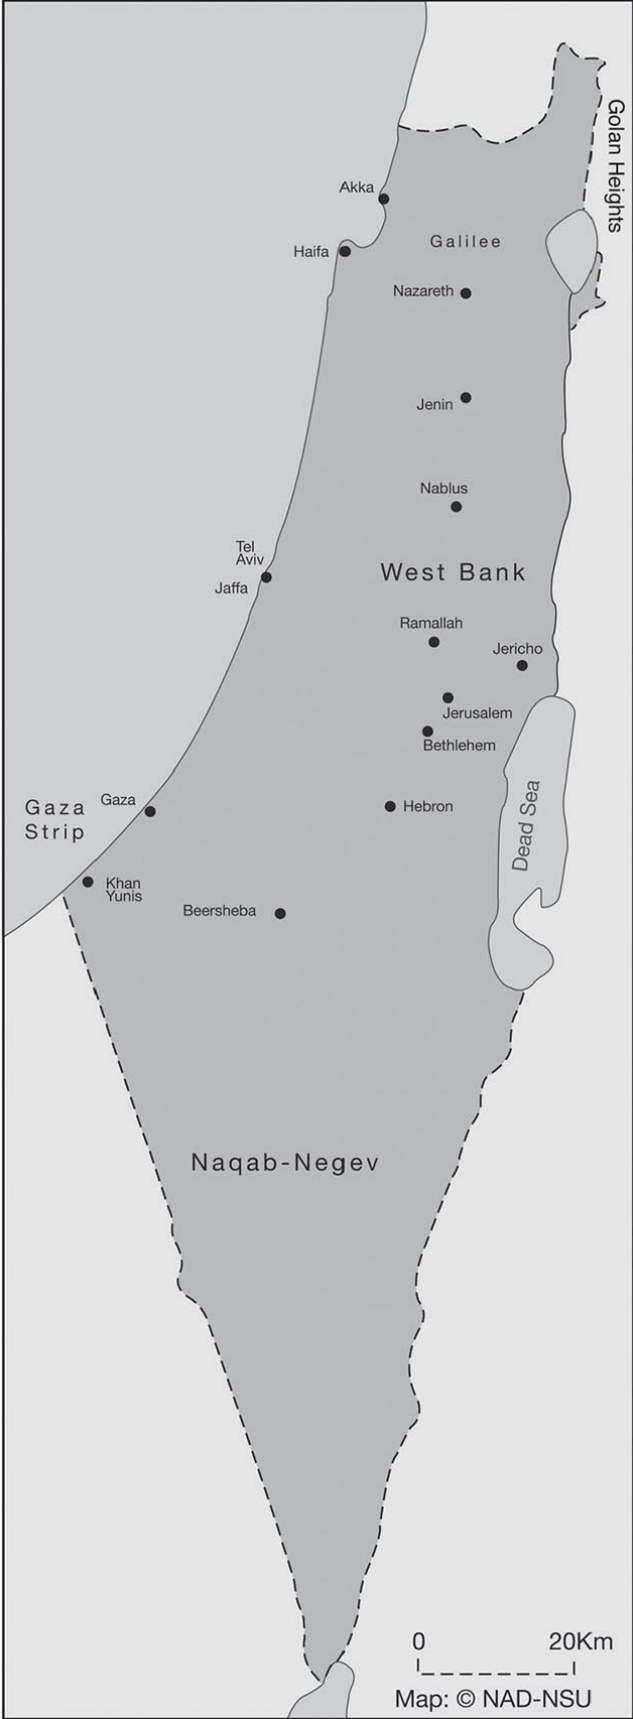 Golan Heights
Akka
Galilee
Haifa
Nazareth
Jenin
Nablus
Tel
Aviv
West Bank
Jaffa
Ramallah
Jericho
Jerusalem
Bethlehem
Dead Sea
Gaza
Gaza
Strip
Hebron
Khan
Yunis
Beersheba
Naqab-Negev
0 20Km
Map: © NAD-NSU